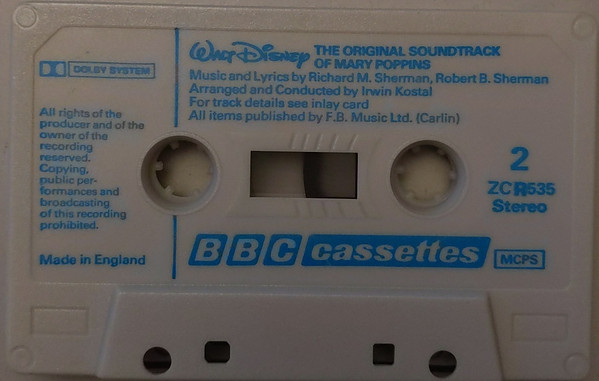 DOLBY SYSTEM
Walt Disney THE ORIGINAL SOUNDTRACK
OF MARY POPPINS
Music and Lyrics by Richard M. Sherman, Robert B. Sherman
Arranged and Conducted by Irwin Kostal
For track details see inlay card
All items published by F.B. Music Ltd. (Carlin)
All rights of the
producer and of the
owner of the
recording
reserved.
Copying,
public per-
formances and
broadcasting
of this recording
prohibited.
Made in England
2
ZCR535
Stereo
BBC cassettes
MCPS